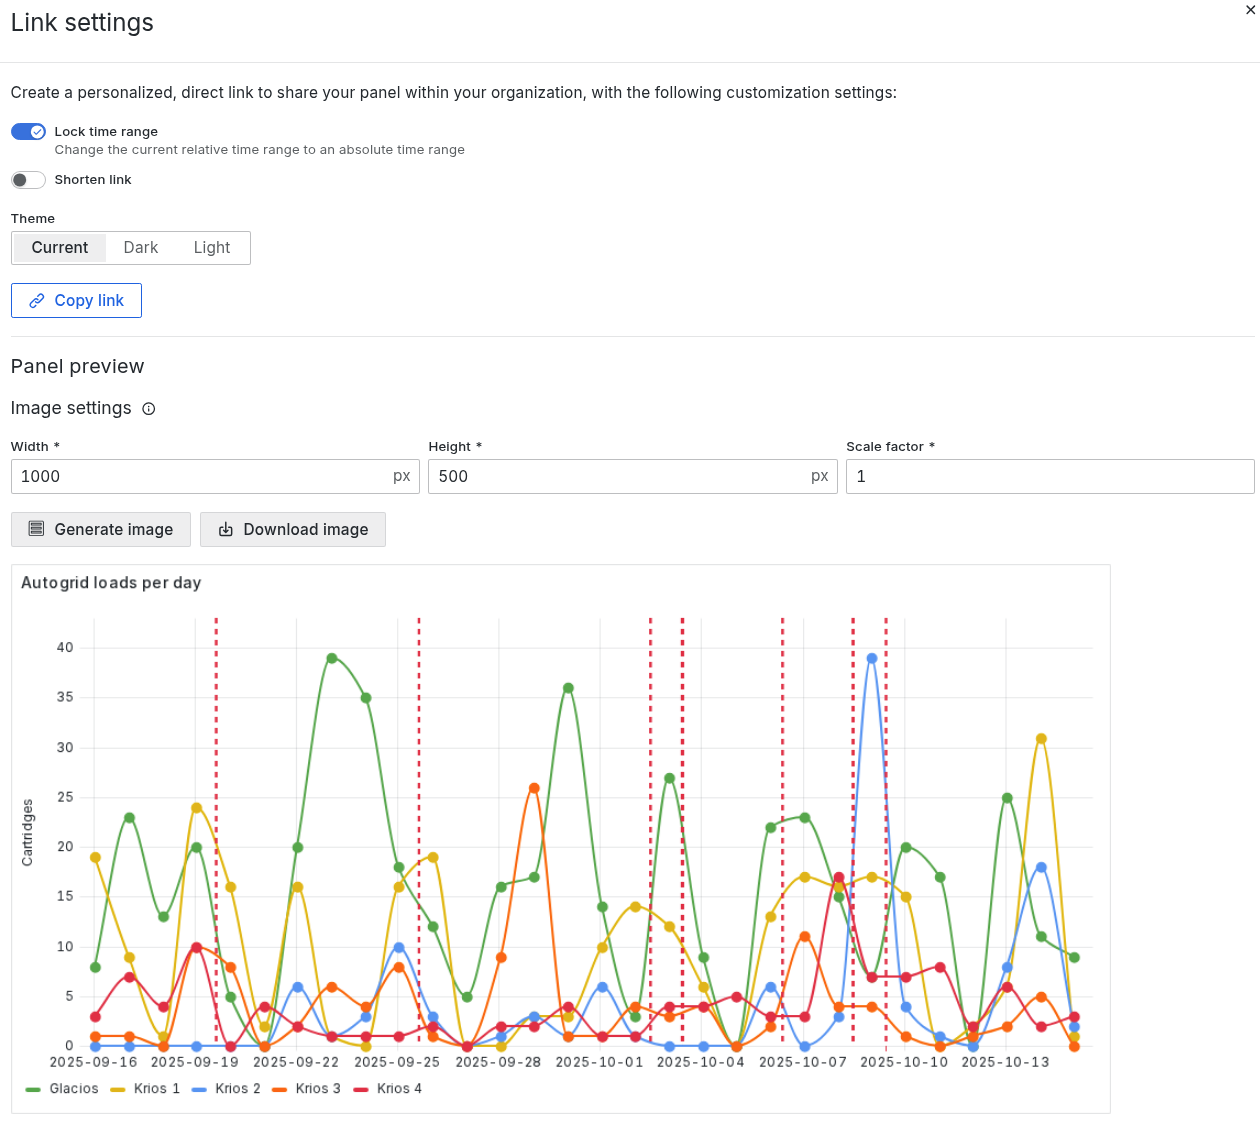 Link settings
Create a personalized, direct link to share your panel within your organization, with the following customization settings:
Lock time range
Change the current relative time range to an absolute time range
Shorten link
Theme
Current Dark Light
Copy link
Panel preview
Image settings
Width * Height * Scale factor *
1000 px 500 px 1
Generate image Download image
Autogrid loads per day
40
35
30
25
20
15
10
5
0
Cartridges
2025-09-16 2025-09-19 2025-09-22 2025-09-25 2025-09-28 2025-10-01 2025-10-04 2025-10-07 2025-10-10 2025-10-13
Glacios Krios 1 Krios 2 Krios 3 Krios 4